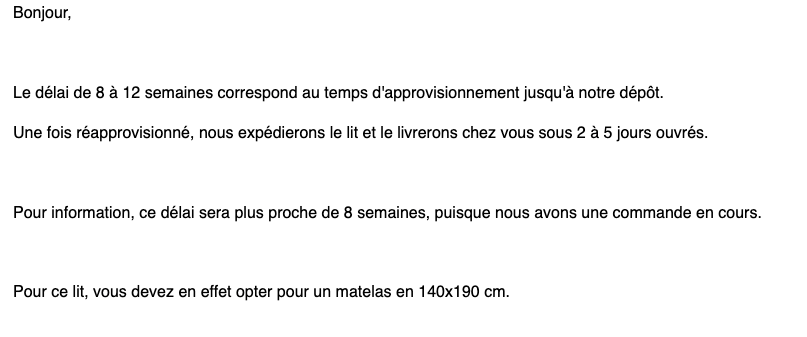 Bonjour,
Le délai de 8 à 12 semaines correspond au temps d'approvisionnement jusqu'à notre dépôt.
Une fois réapprovisionné, nous expédierons le lit et le livrerons chez vous sous 2 à 5 jours ouvrés.
Pour information, ce délai sera plus proche de 8 semaines, puisque nous avons une commande en cours.
Pour ce lit, vous devez en effet opter pour un matelas en 140x190 cm.